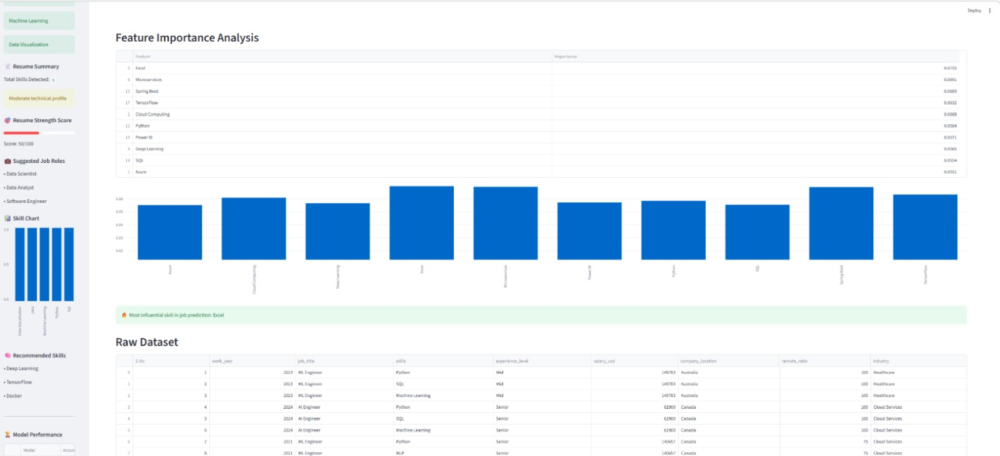 Deploy
Machine Learning
Data Visualization
Resume Summary
Total Skills Detected: 5
Moderate technical profile
Resume Strength Score
Score: 50/100
Suggested Job Roles
• Data Scientist
• Data Analyst
• Software Engineer
Skill Chart
1.0
0.5
0.0
Data Visualization
Java
Machine Learning
Python
Sql
Recommended Skills
• Deep Learning
• TensorFlow
• Docker
Model Performance
Model Accura
Feature Importance Analysis
Feature Importance
5 Excel 0.0755
8 Microservices 0.0691
15 Spring Boot 0.0689
17 TensorFlow 0.0632
2 Cloud Computing 0.0608
12 Python 0.0584
10 Power BI 0.0571
4 Deep Learning 0.0565
14 SQL 0.0554
1 Azure 0.0551
0.06
0.05
0.04
0.03
0.02
Azure
Cloud Computing
Deep Learning
Excel
Microservices
Power BI
Python
SQL
Spring Boot
TensorFlow
Most influential skill in job prediction: Excel
Raw Dataset
S.No work_year job_title skills experience_level salary_usd company_location remote_ratio industry
0 1 2023 ML Engineer Python Mid 149783 Australia 100 Healthcare
1 2 2023 ML Engineer SQL Mid 149783 Australia 100 Healthcare
2 3 2023 ML Engineer Machine Learning Mid 149783 Australia 100 Healthcare
3 4 2024 AI Engineer Python Senior 62900 Canada 100 Cloud Services
4 5 2024 AI Engineer SQL Senior 62900 Canada 100 Cloud Services
5 6 2024 AI Engineer Machine Learning Senior 62900 Canada 100 Cloud Services
6 7 2021 ML Engineer Python Senior 140657 Canada 75 Cloud Services
7 8 2021 ML Engineer NLP Senior 140657 Canada 75 Cloud Services